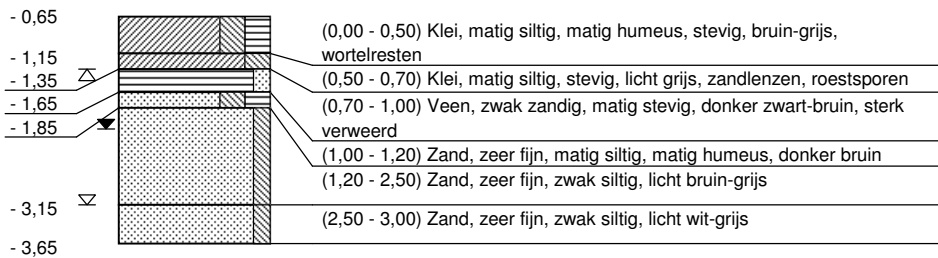 - 0,65
(0,00 - 0,50) Klei, matig siltig, matig humeus, stevig, bruin-grijs,
wortelresten
- 1,15
(0,50 - 0,70) Klei, matig siltig, stevig, licht grijs, zandlenzen, roestsporen
- 1,35
(0,70 - 1,00) Veen, zwak zandig, matig stevig, donker zwart-bruin, sterk
verweerd
- 1,65
(1,00 - 1,20) Zand, zeer fijn, matig siltig, matig humeus, donker bruin
- 1,85
(1,20 - 2,50) Zand, zeer fijn, zwak siltig, licht bruin-grijs
- 3,15
(2,50 - 3,00) Zand, zeer fijn, zwak siltig, licht wit-grijs
- 3,65